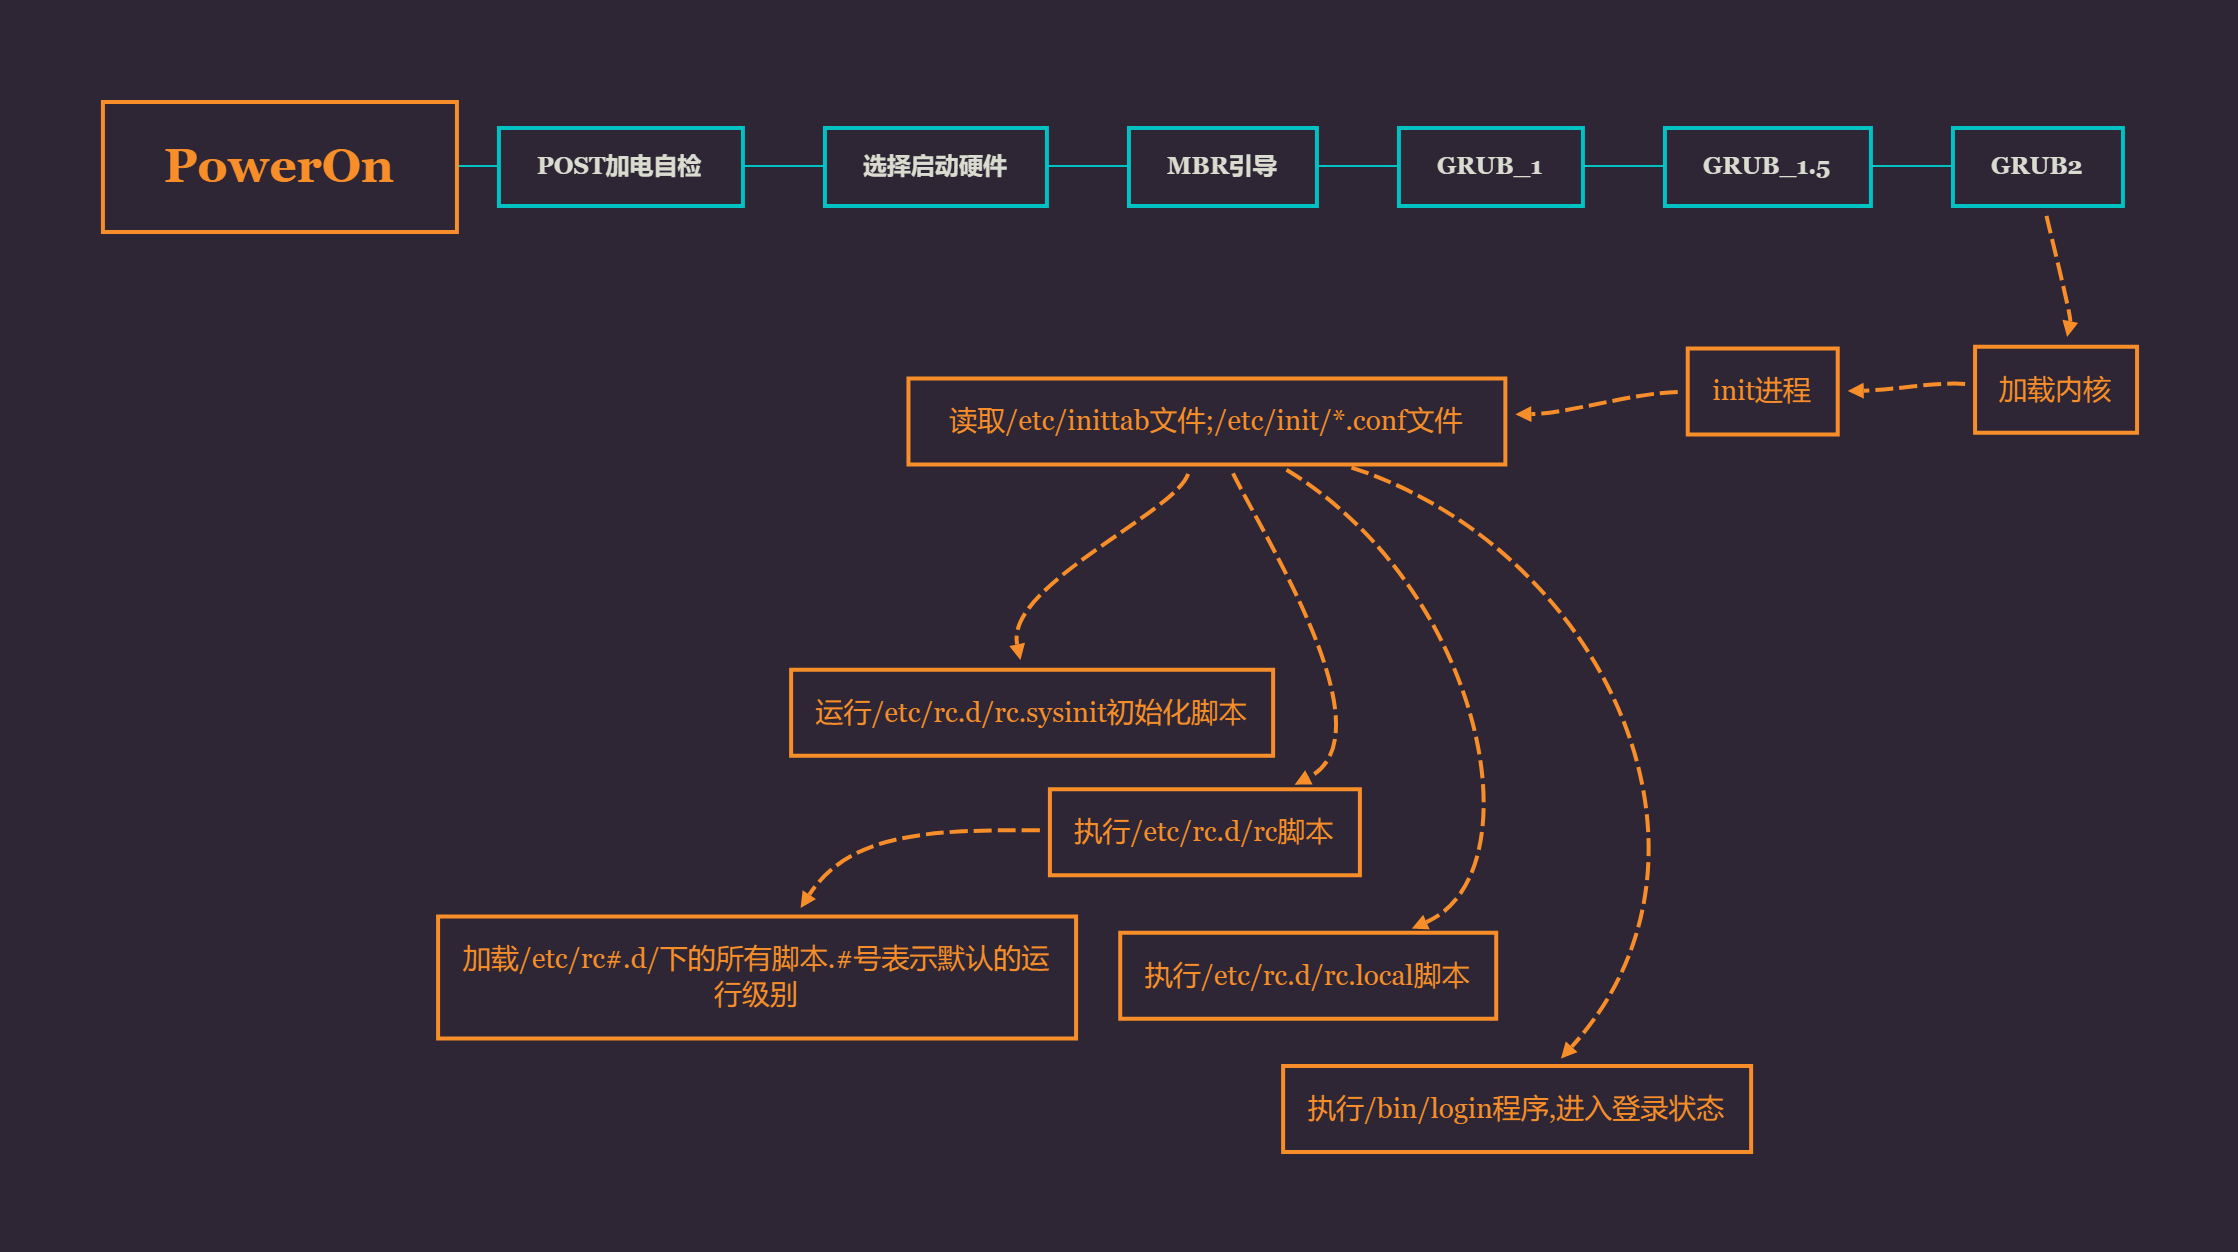 PowerOn
POST加电自检
选择启动硬件
MBR引导
GRUB_1
GRUB_1.5
GRUB2
加载内核
init进程
读取/etc/inittab文件;/etc/init/*.conf文件
运行/etc/rc.d/rc.sysinit初始化脚本
执行/etc/rc.d/rc脚本
加载/etc/rc#.d/下的所有脚本.#号表示默认的运
行级别
执行/etc/rc.d/rc.local脚本
执行/bin/login程序,进入登录状态